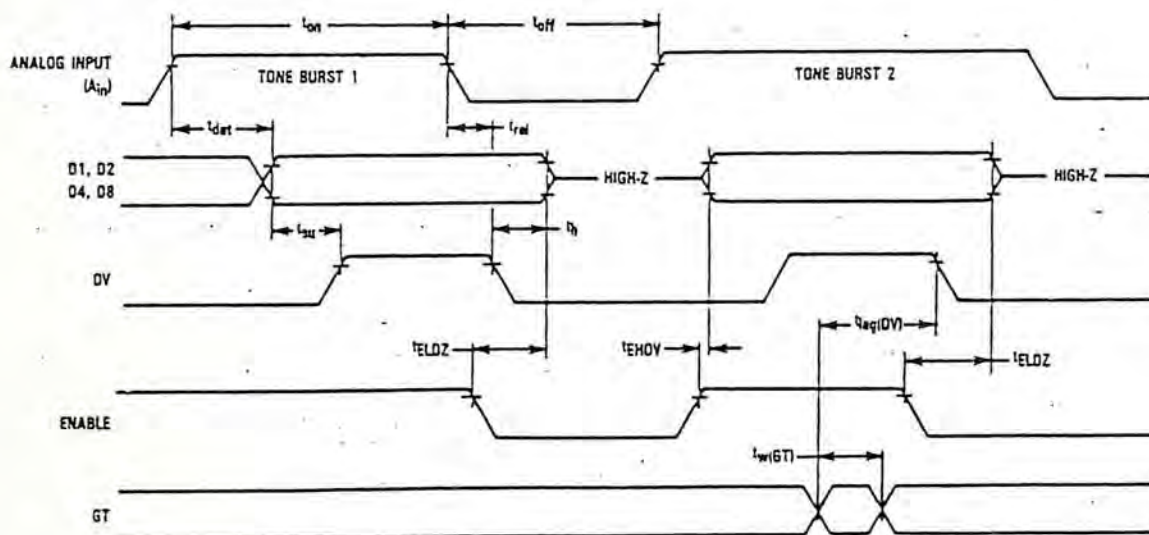 ton
toff
ANALOG INPUT
(Ain)
TONE BURST 1
TONE BURST 2
tdet
trel
D1, D2
D4, D8
HIGH-Z
HIGH-Z
tsu
th
DV
tlag(DV)
tELDZ
tEHDV
tELDZ
ENABLE
tw(GT)
GT